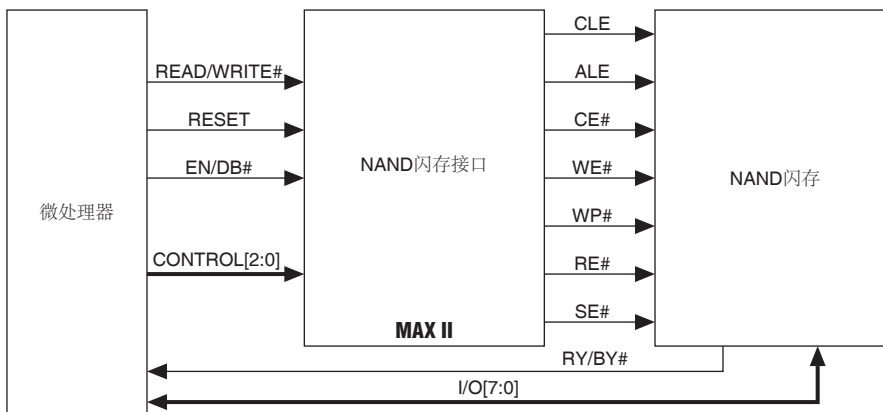 微处理器
READ/WRITE#
RESET
EN/DB#
CONTROL[2:0]
NAND闪存接口
MAX II
CLE
ALE
CE#
WE#
WP#
RE#
SE#
NAND闪存
RY/BY#
I/O[7:0]